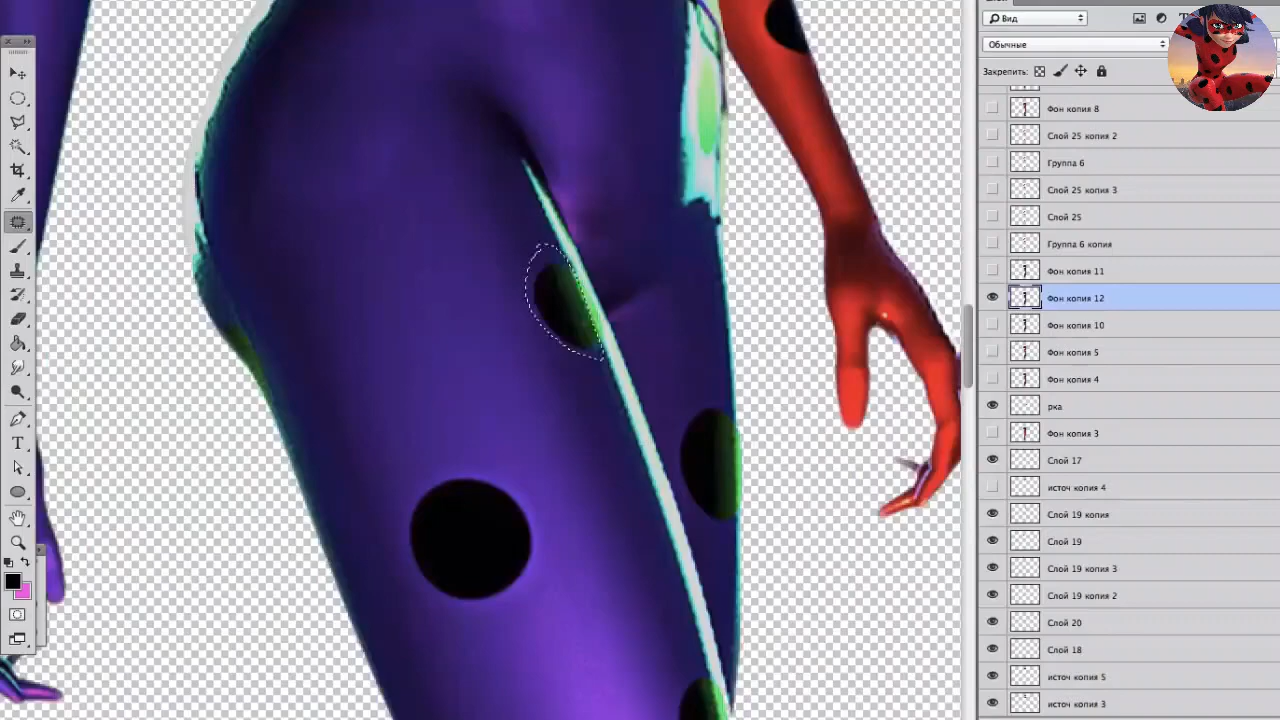 Вид
Обычные
Закрепить:
Фон копия 8
Слой 25 копия 2
Группа 6
Слой 25 копия 3
Слой 25
Группа 6 копия
Фон копия 11
Фон копия 12
Фон копия 10
Фон копия 5
Фон копия 4
рка
Фон копия 3
Слой 17
источ копия 4
Слой 19 копия
Слой 19
Слой 19 копия 3
Слой 19 копия 2
Слой 20
Слой 18
источ копия 5
источ копия 3